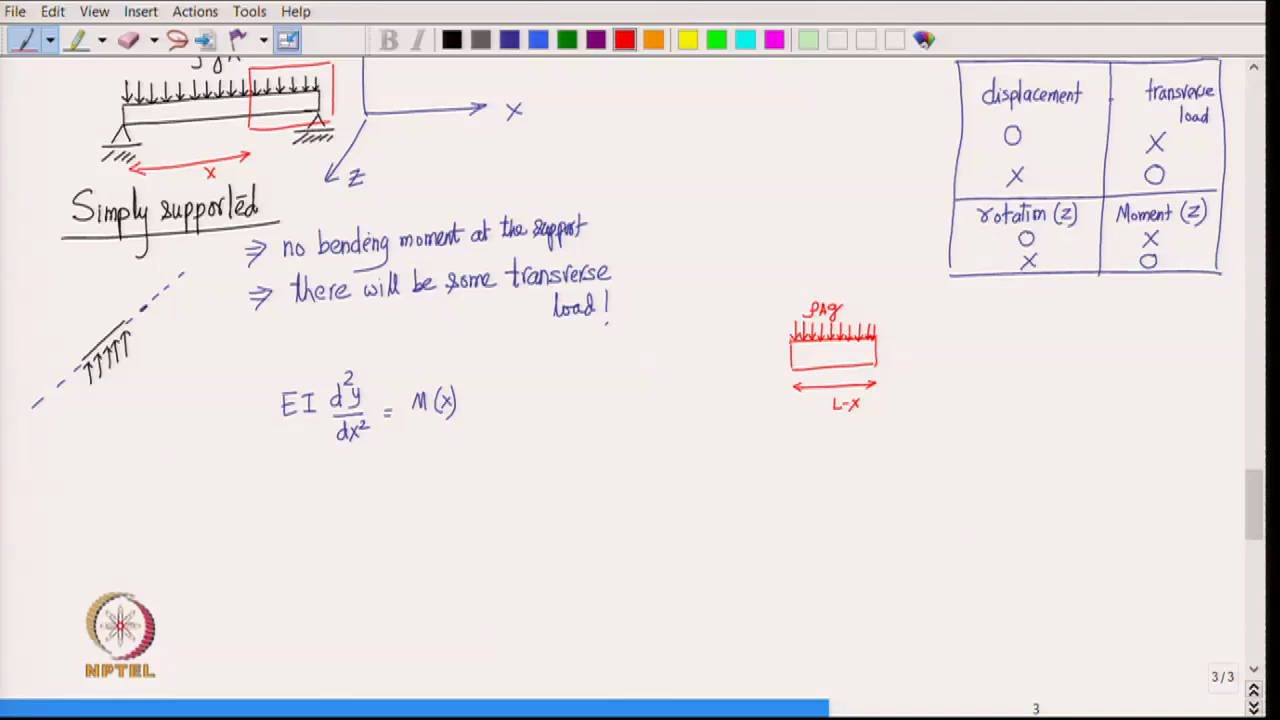 File Edit View Insert Actions Tools Help
B I
x
z
x
Simply supported
⇒ no bending moment at the support
⇒ there will be some transverse
load!
EI d²y/dx² = M(x)
displacement transverse
load
O X
X O
rotation (z) Moment (z)
O X
X O
ρAg
L-x
NPTEL
3/3
3